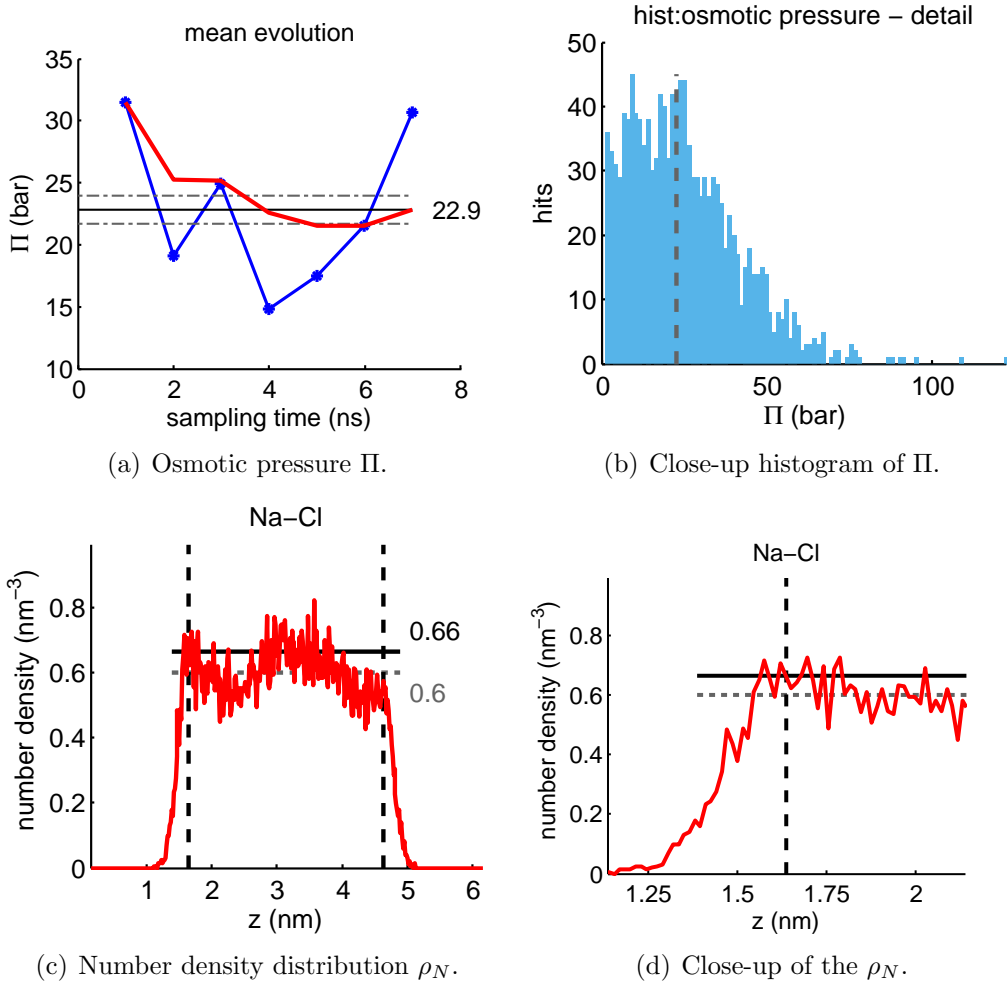 mean evolution
35
30
25
20
15
10
Π (bar)
22.9
0 2 4 6 8
sampling time (ns)
(a) Osmotic pressure Π.
hist:osmotic pressure − detail
50
40
30
20
10
0
hits
0 50 100
Π (bar)
(b) Close-up histogram of Π.
Na−Cl
0.8
0.6
0.4
0.2
0
number density (nm⁻³)
0.66
0.6
1 2 3 4 5 6
z (nm)
(c) Number density distribution ρ_N.
Na−Cl
0.8
0.6
0.4
0.2
0
number density (nm⁻³)
1.25 1.5 1.75 2
z (nm)
(d) Close-up of the ρ_N.